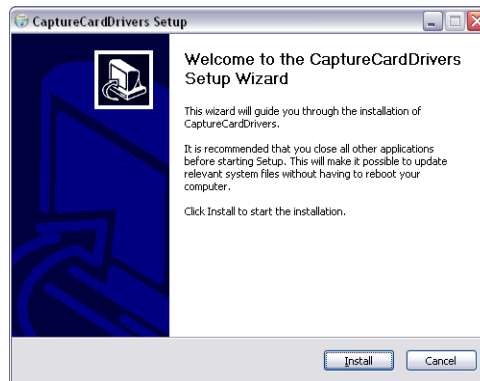 CaptureCardDrivers Setup
Welcome to the CaptureCardDrivers
Setup Wizard
This wizard will guide you through the installation of
CaptureCardDrivers.
It is recommended that you close all other applications
before starting Setup. This will make it possible to update
relevant system files without having to reboot your
computer.
Click Install to start the installation.
Install
Cancel